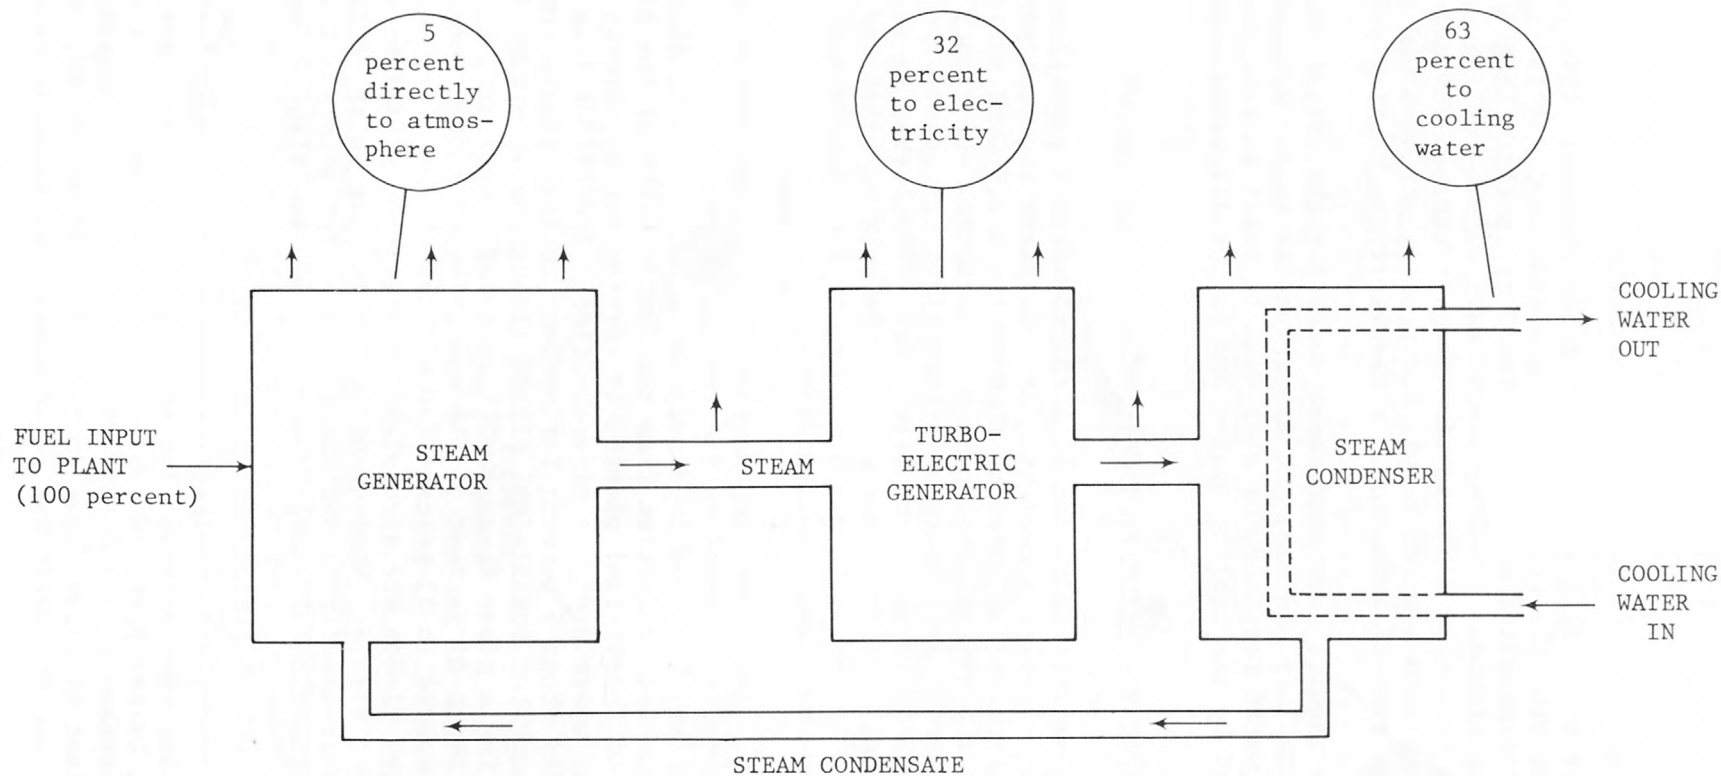 5
percent
directly
to atmos-
phere
32
percent
to elec-
tricity
63
percent
to
cooling
water
FUEL INPUT
TO PLANT
(100 percent)
STEAM
GENERATOR
STEAM
TURBO-
ELECTRIC
GENERATOR
STEAM
CONDENSER
COOLING
WATER
OUT
COOLING
WATER
IN
STEAM CONDENSATE